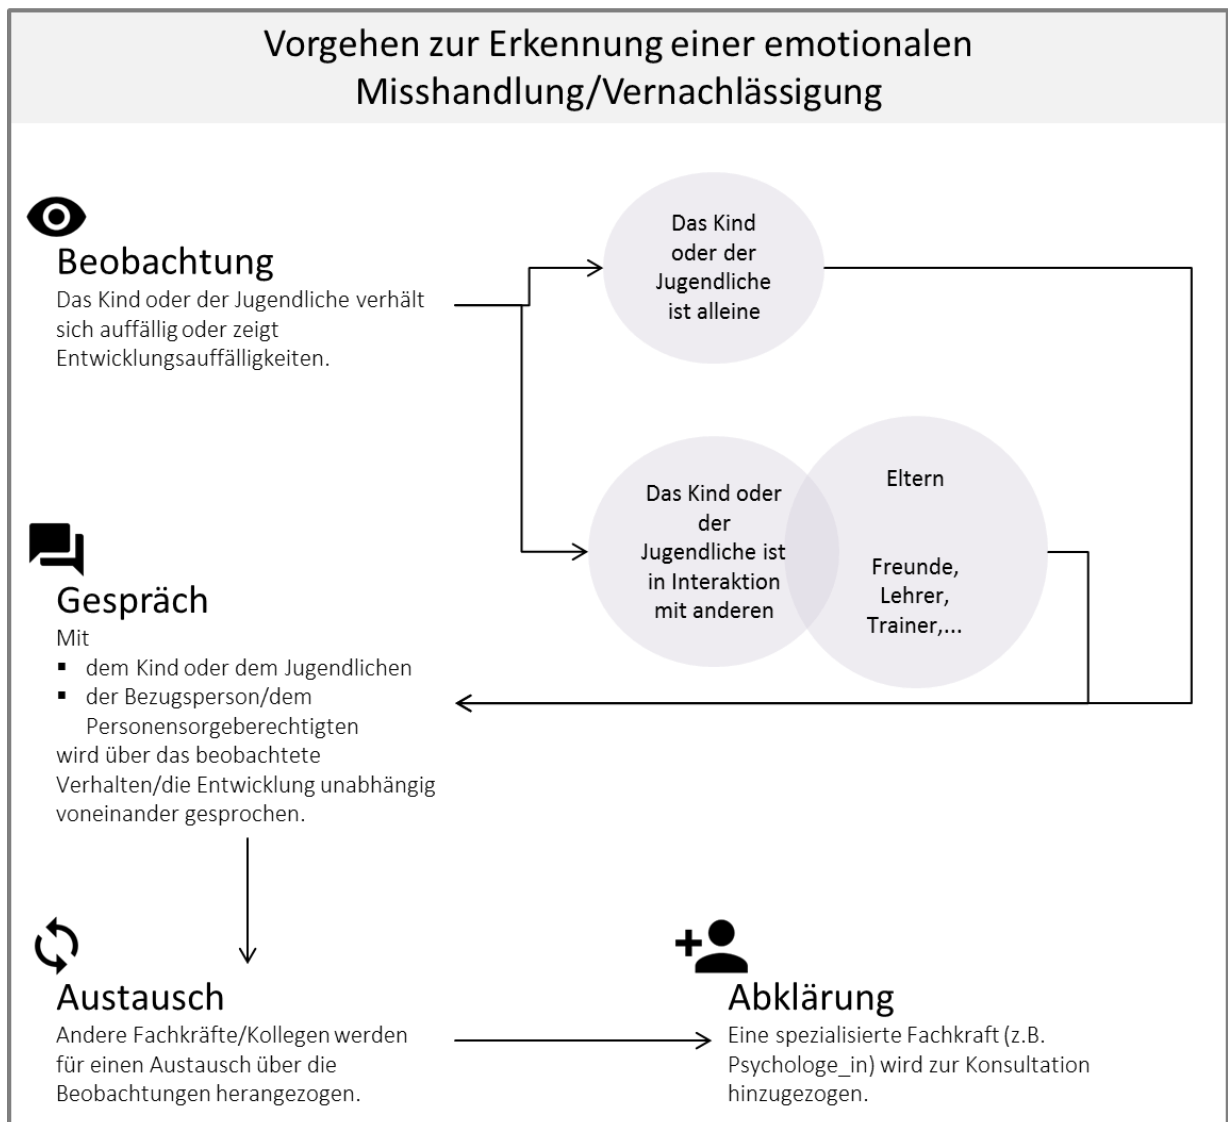 Vorgehen zur Erkennung einer emotionalen
Misshandlung/Vernachlässigung
Beobachtung
Das Kind oder der Jugendliche verhält
sich auffällig oder zeigt
Entwicklungsauffälligkeiten.
Das Kind
oder der
Jugendliche
ist alleine
Das Kind oder
der
Jugendliche ist
in Interaktion
mit anderen
Eltern
Freunde,
Lehrer,
Trainer,...
Gespräch
Mit
▪ dem Kind oder dem Jugendlichen
▪ der Bezugsperson/dem
Personensorgeberechtigten
wird über das beobachtete
Verhalten/die Entwicklung unabhängig
voneinander gesprochen.
Austausch
Andere Fachkräfte/Kollegen werden
für einen Austausch über die
Beobachtungen herangezogen.
Abklärung
Eine spezialisierte Fachkraft (z.B.
Psychologe_in) wird zur Konsultation
hinzugezogen.